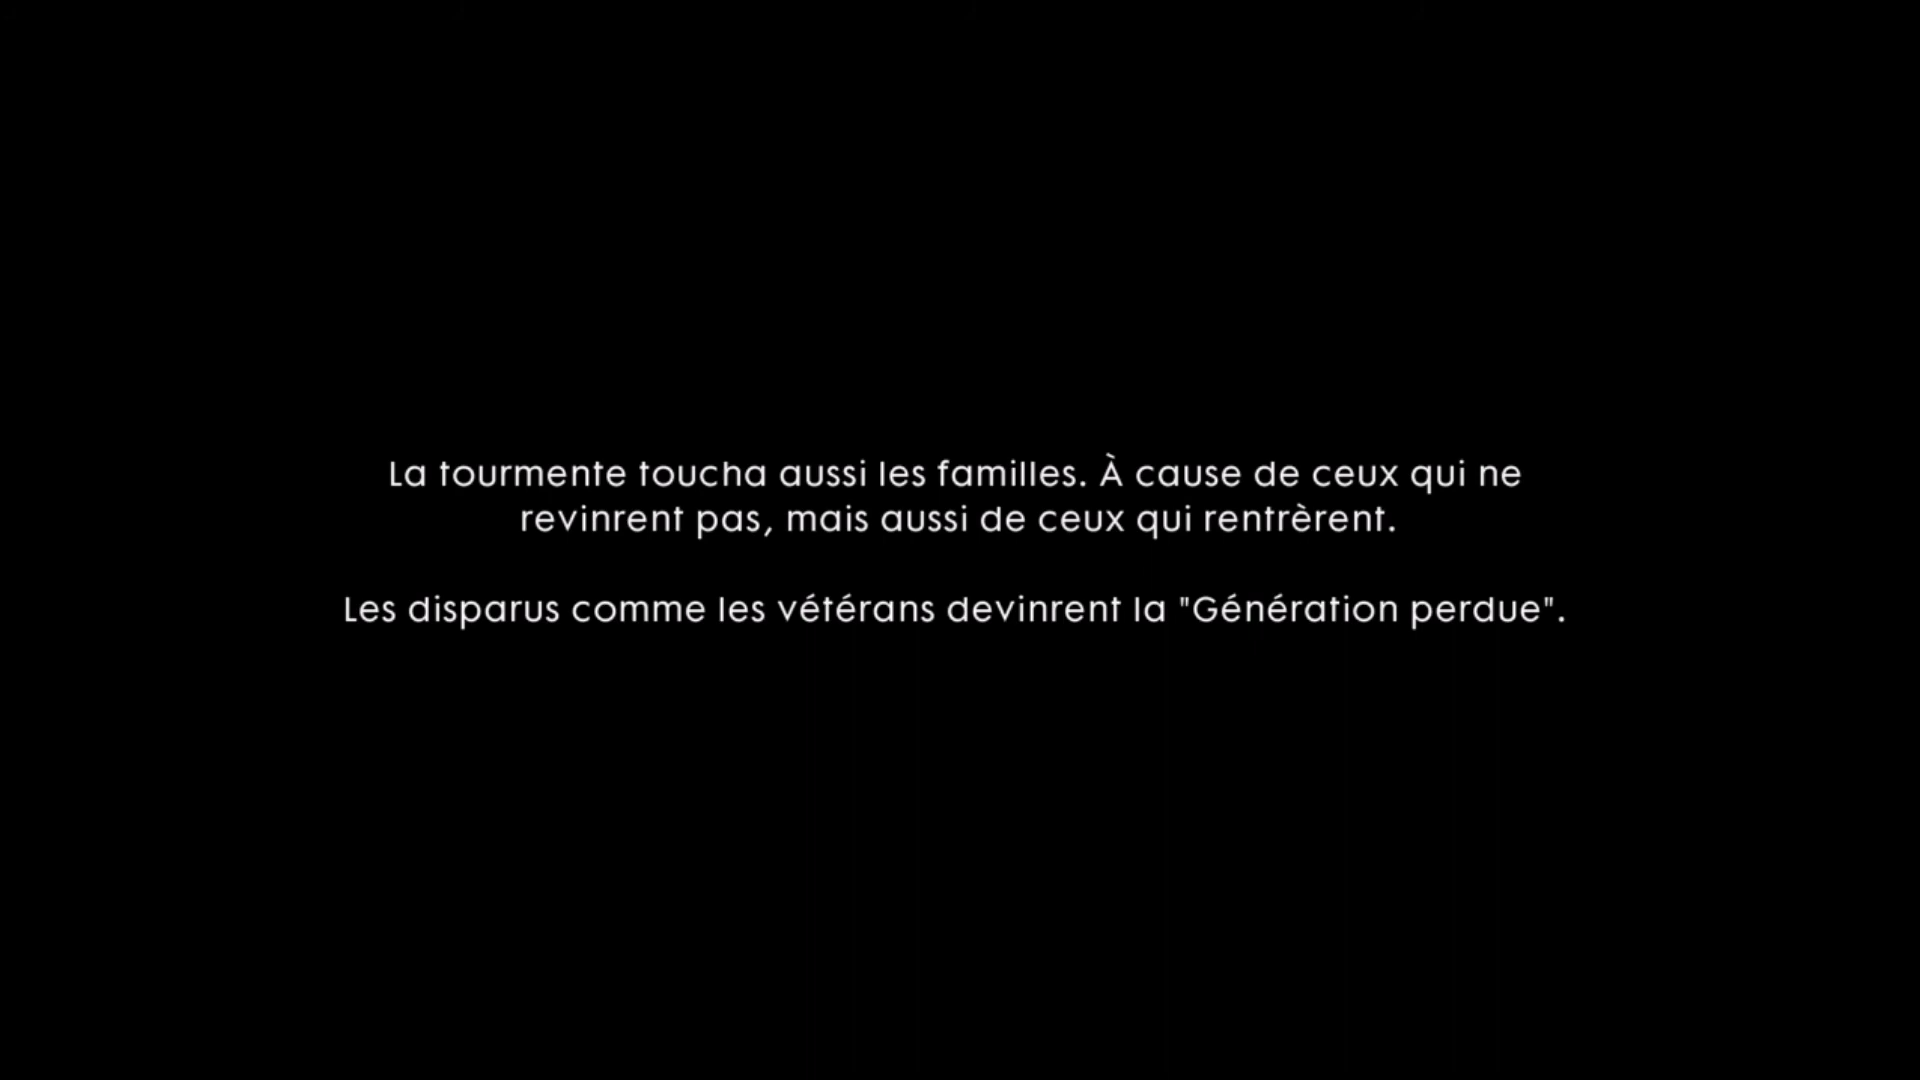 La tourmente toucha aussi les familles. À cause de ceux qui ne
revinrent pas, mais aussi de ceux qui rentrèrent.
Les disparus comme les vétérans devinrent la "Génération perdue".